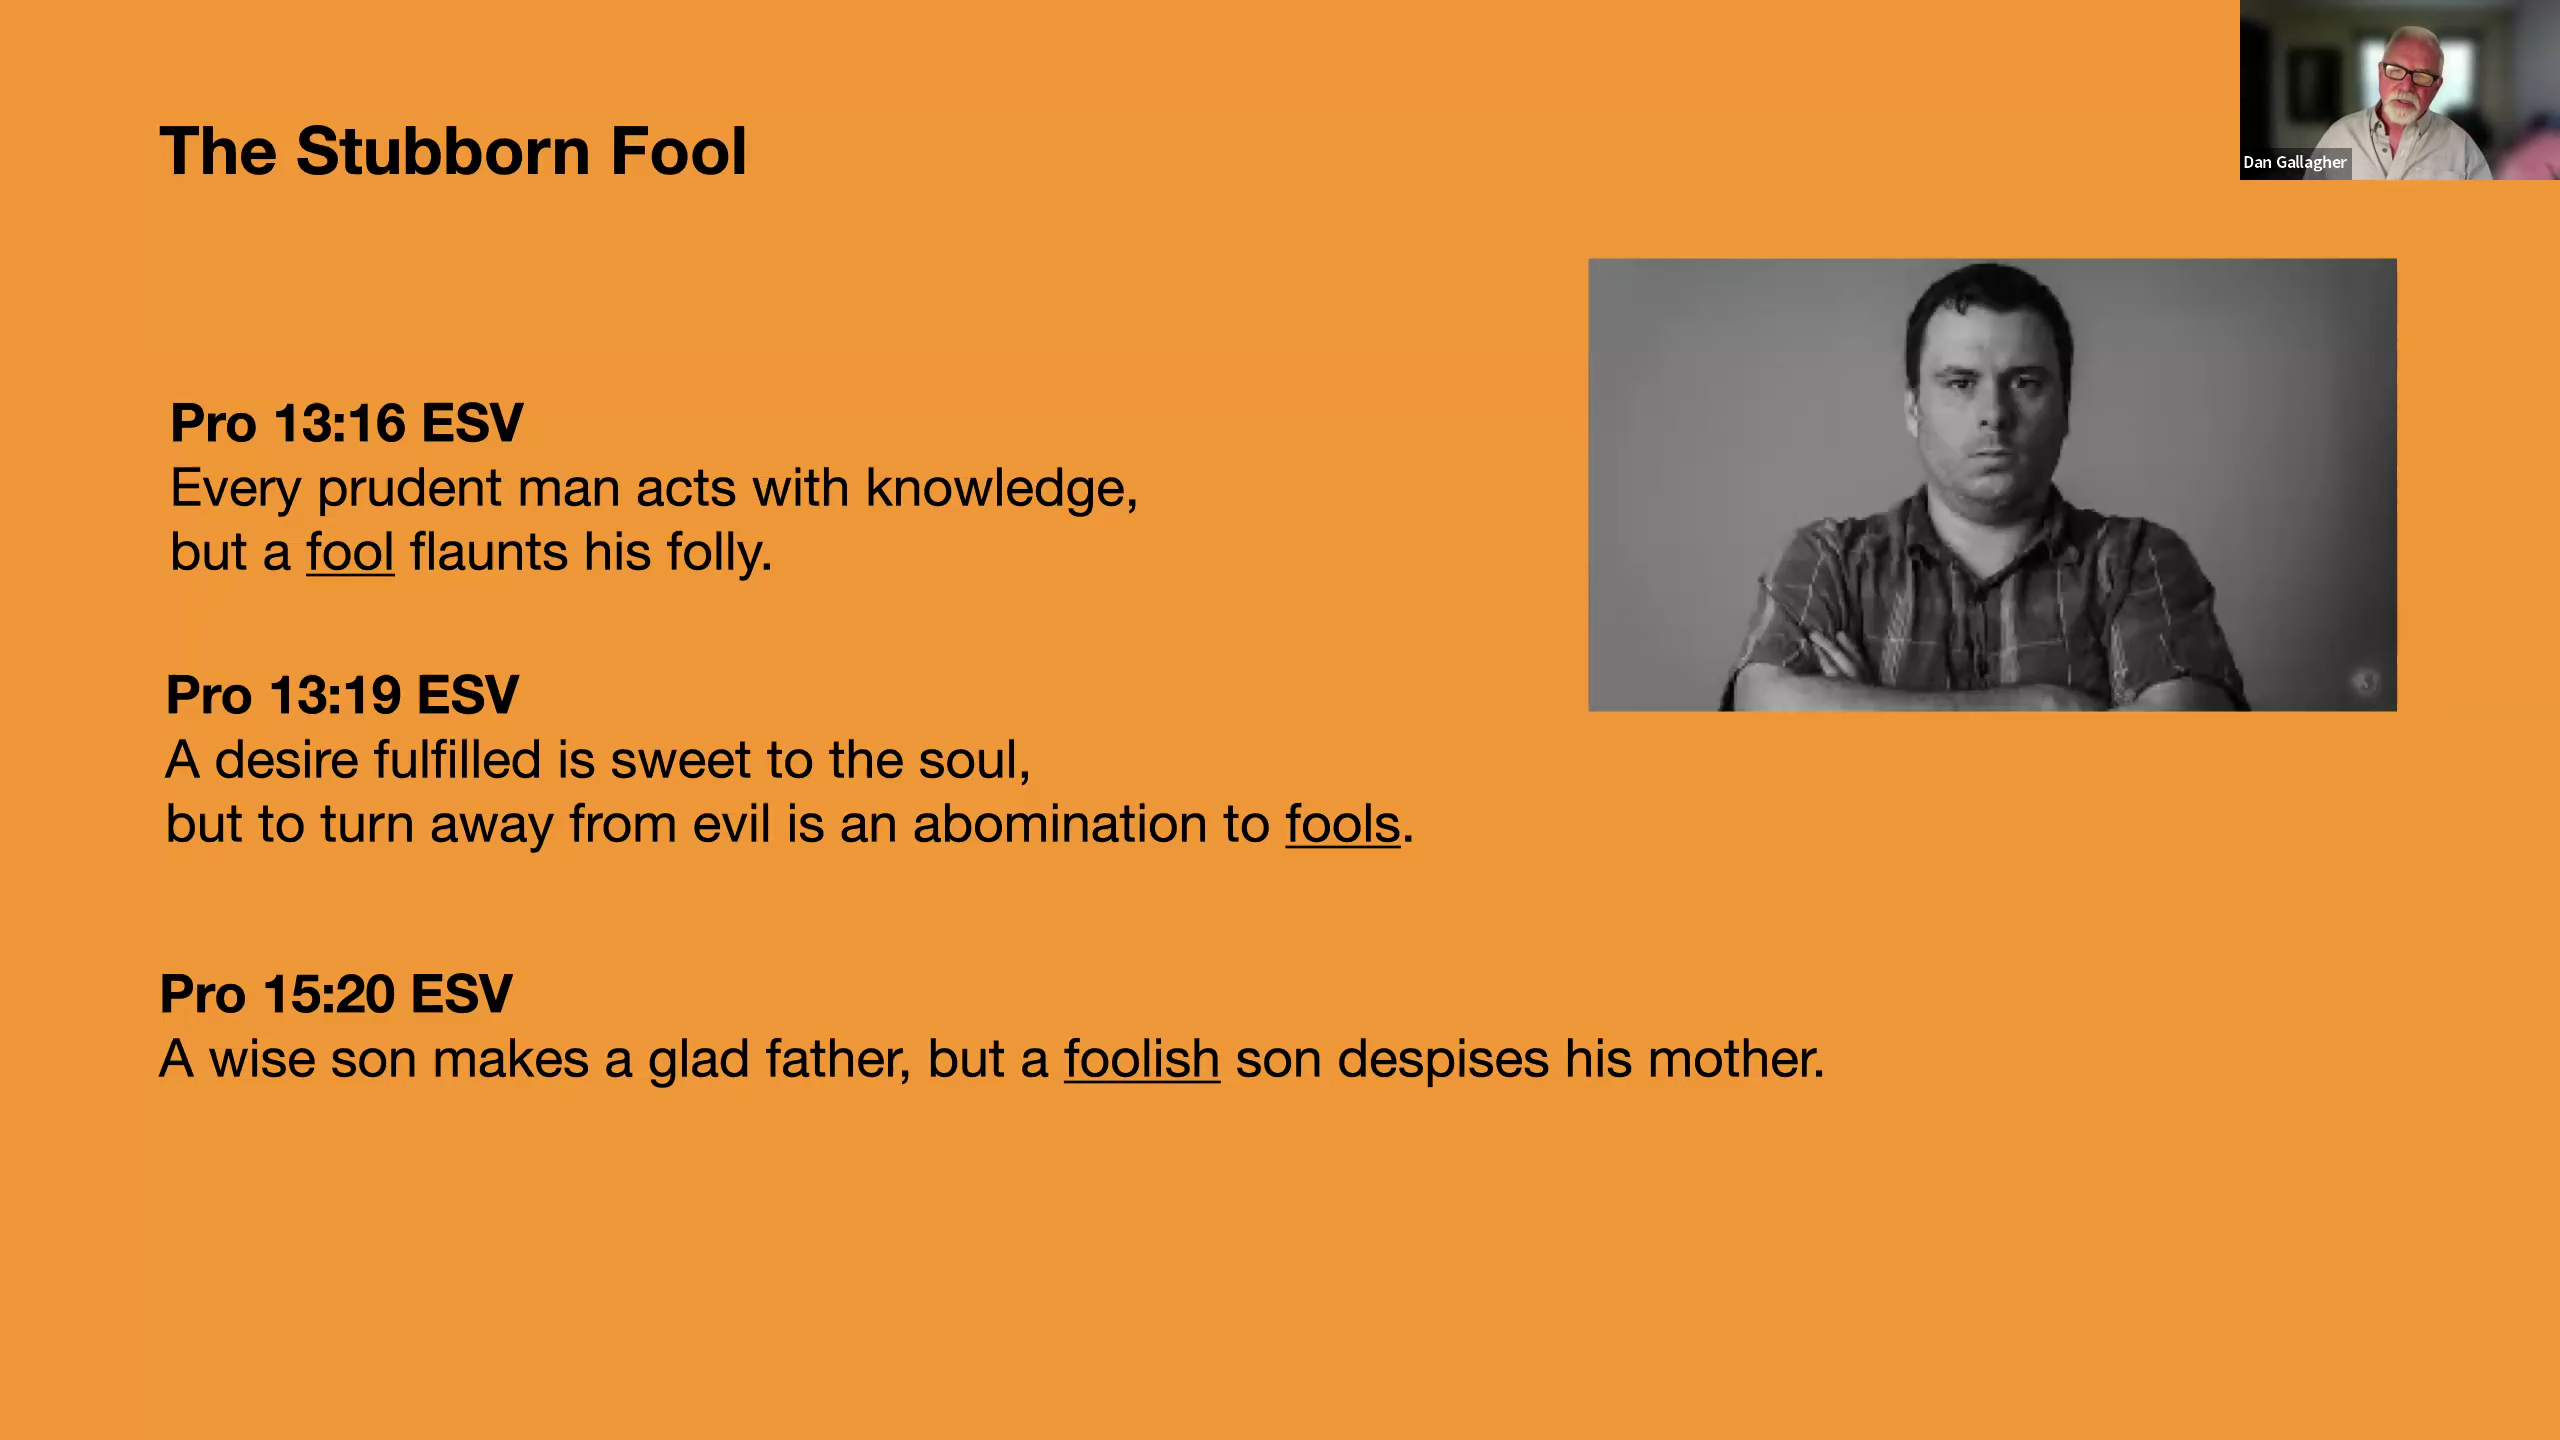 The Stubborn Fool
Dan Gallagher
Pro 13:16 ESV
Every prudent man acts with knowledge,
but a fool flaunts his folly.
Pro 13:19 ESV
A desire fulfilled is sweet to the soul,
but to turn away from evil is an abomination to fools.
Pro 15:20 ESV
A wise son makes a glad father, but a foolish son despises his mother.